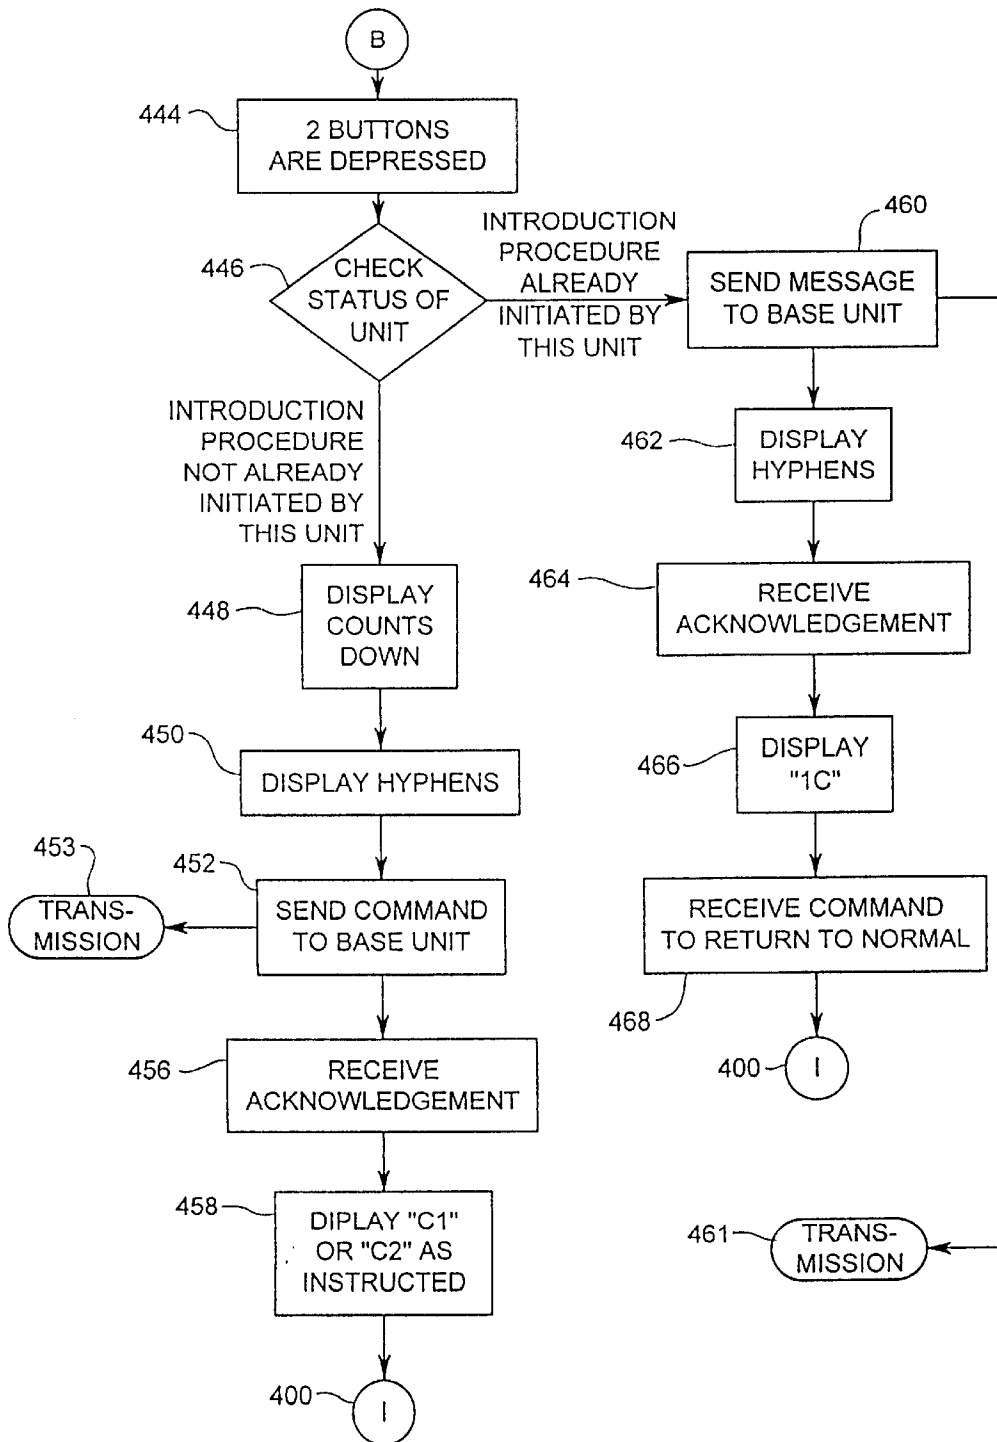 B
444
2 BUTTONS
ARE DEPRESSED
446
CHECK
STATUS OF
UNIT
INTRODUCTION
PROCEDURE
ALREADY
INITIATED BY
THIS UNIT
460
SEND MESSAGE
TO BASE UNIT
INTRODUCTION
PROCEDURE
NOT ALREADY
INITIATED BY
THIS UNIT
462
DISPLAY
HYPHENS
448
DISPLAY
COUNTS
DOWN
464
RECEIVE
ACKNOWLEDGEMENT
450
DISPLAY HYPHENS
466
DISPLAY
"1C"
453
TRANS-
MISSION
452
SEND COMMAND
TO BASE UNIT
RECEIVE COMMAND
TO RETURN TO NORMAL
468
456
RECEIVE
ACKNOWLEDGEMENT
400
I
458
DIPLAY "C1"
OR "C2" AS
INSTRUCTED
461
TRANS-
MISSION
400
I